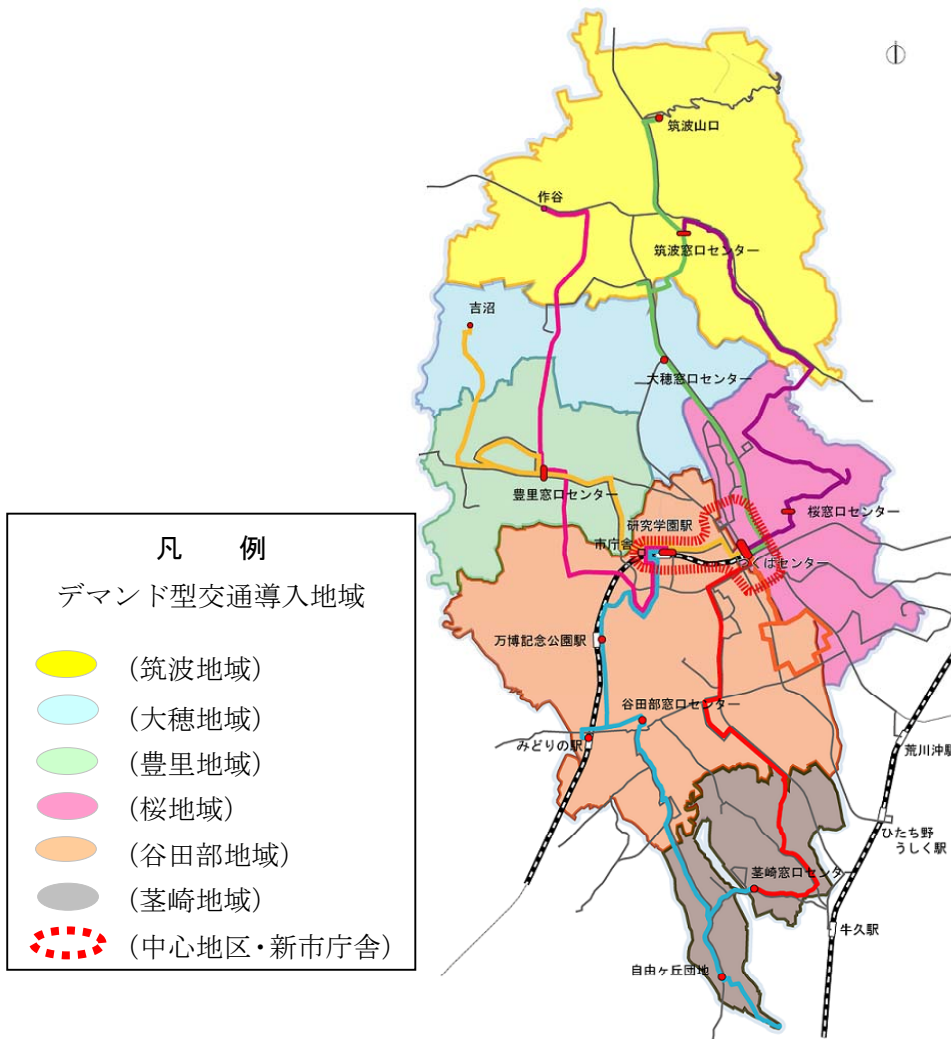 筑波山口
作谷
筑波窓口センター
吉沼
大穂窓口センター
豊里窓口センター
桜窓口センター
研究学園駅
市庁舎
つくばセンター
万博記念公園駅
谷田部窓口センター
みどりの駅
荒川沖駅
ひたち野
うしく駅
茎崎窓口センタ
牛久駅
自由ヶ丘団地
凡 例
デマンド型交通導入地域
(筑波地域)
(大穂地域)
(豊里地域)
(桜地域)
(谷田部地域)
(茎崎地域)
(中心地区・新市庁舎)